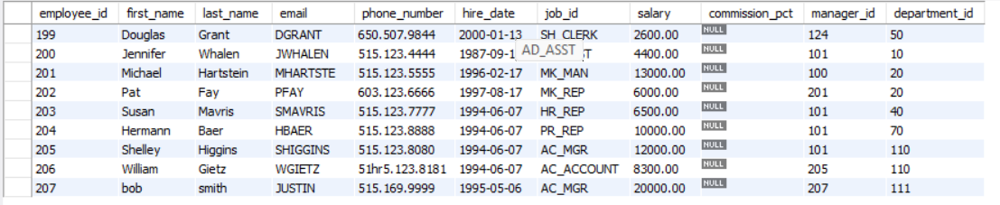 employee_id first_name last_name email phone_number hire_date job_id salary commission_pct manager_id department_id
199 Douglas Grant DGRANT 650.507.9844 2000-01-13 SH_CLERK 2600.00 NULL 124 50
200 Jennifer Whalen JWHALEN 515.123.4444 1987-09-1 AD_ASST T 4400.00 NULL 101 10
201 Michael Hartstein MHARTSTE 515.123.5555 1996-02-17 MK_MAN 13000.00 NULL 100 20
202 Pat Fay PFAY 603.123.6666 1997-08-17 MK_REP 6000.00 NULL 201 20
203 Susan Mavris SMAVRIS 515.123.7777 1994-06-07 HR_REP 6500.00 NULL 101 40
204 Hermann Baer HBAER 515.123.8888 1994-06-07 PR_REP 10000.00 NULL 101 70
205 Shelley Higgins SHIGGINS 515.123.8080 1994-06-07 AC_MGR 12000.00 NULL 101 110
206 William Gietz WGIETZ 51hr5.123.8181 1994-06-07 AC_ACCOUNT 8300.00 NULL 205 110
207 bob smith JUSTIN 515.169.9999 1995-05-06 AC_MGR 20000.00 NULL 207 111